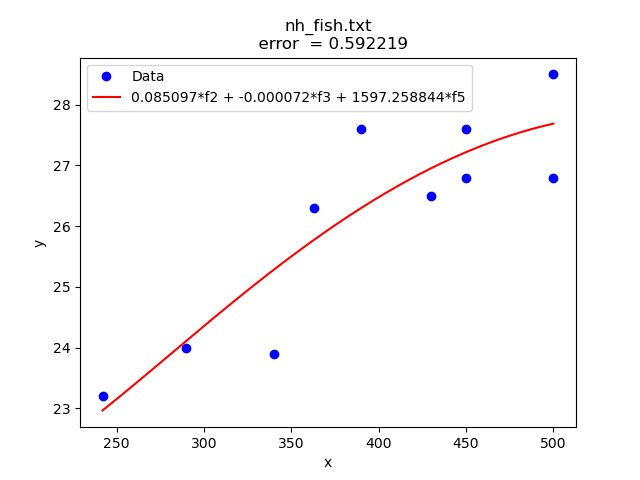 nh_fish.txt
error  = 0.592219
Data
0.085097*f2 + -0.000072*f3 + 1597.258844*f5
28
27
26
25
24
23
y
250
300
350
400
450
500
x